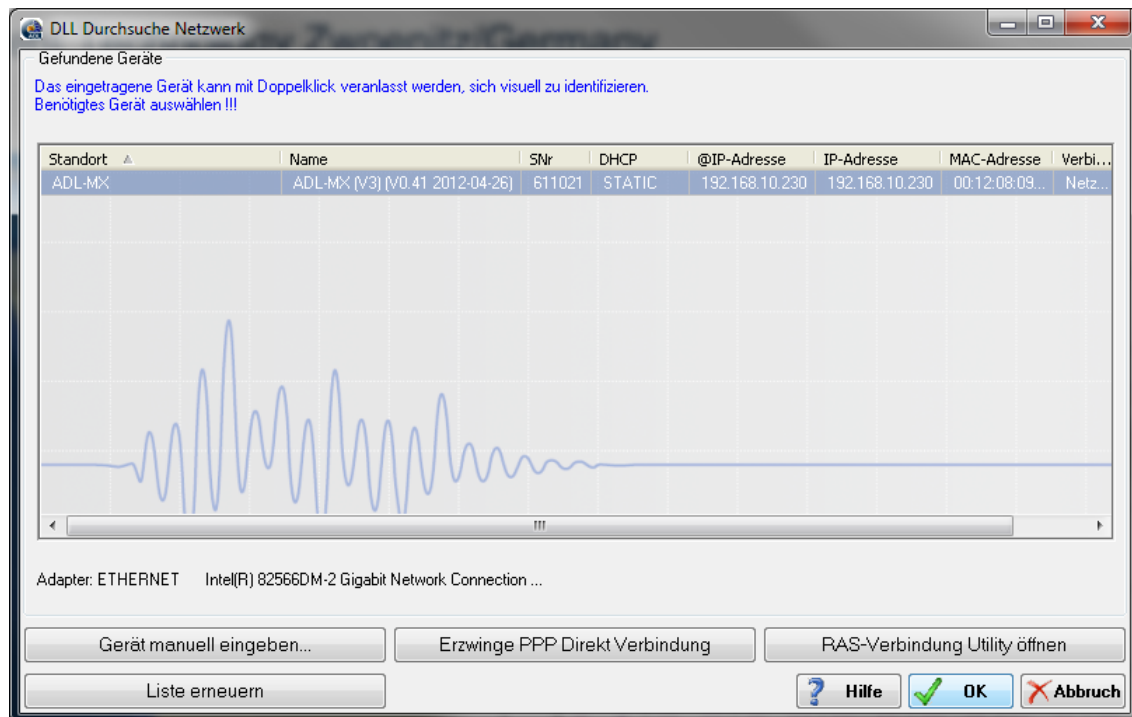 DLL Durchsuche Netzwerk
Gefundene Geräte
Das eingetragene Gerät kann mit Doppelklick veranlasst werden, sich visuell zu identifizieren.
Benötigtes Gerät auswählen !!!
Standort Name SNr DHCP @IP-Adresse IP-Adresse MAC-Adresse Verbi...
ADL-MX ADL-MX (V3) (V0.41 2012-04-26) 611021 STATIC 192.168.10.230 192.168.10.230 00:12:08:09... Netz...
Adapter: ETHERNET Intel(R) 82566DM-2 Gigabit Network Connection ...
Gerät manuell eingeben... Erzwinge PPP Direkt Verbindung RAS-Verbindung Utility öffnen
Liste erneuern Hilfe OK Abbruch